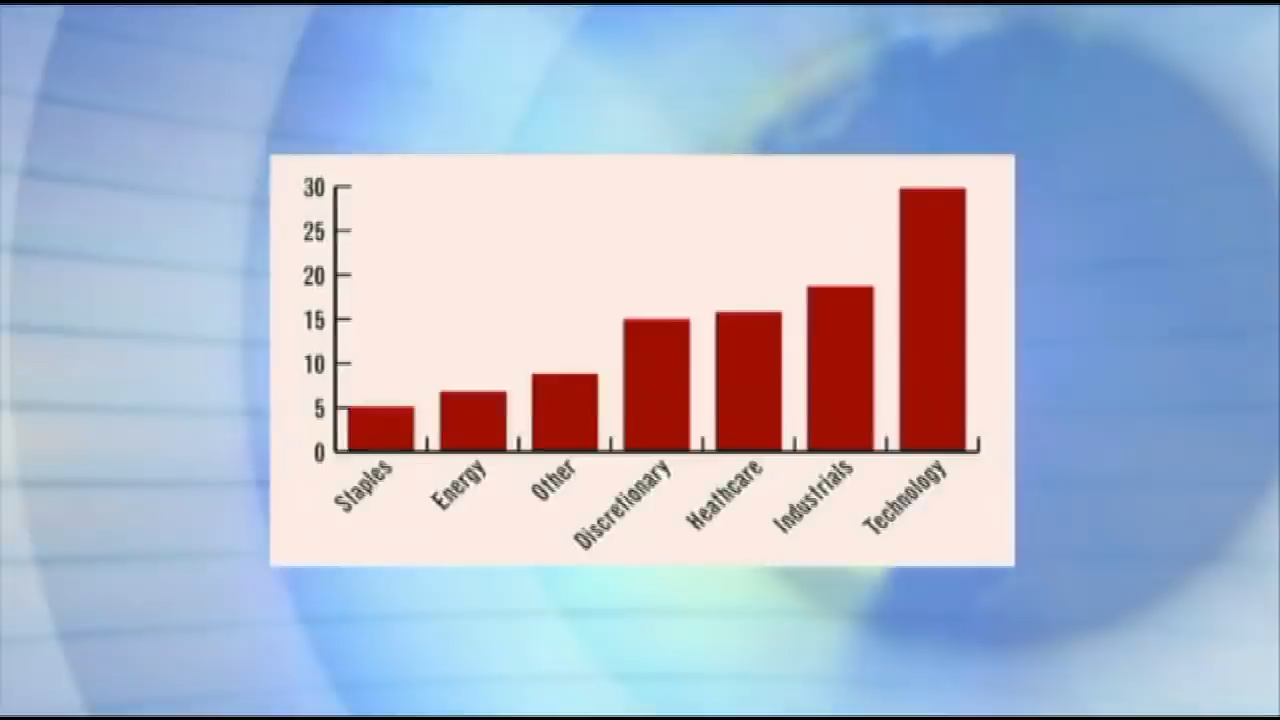 30
25
20
15
10
5
0
Staples
Energy
Other
Discretionary
Heathcare
Industrials
Technology